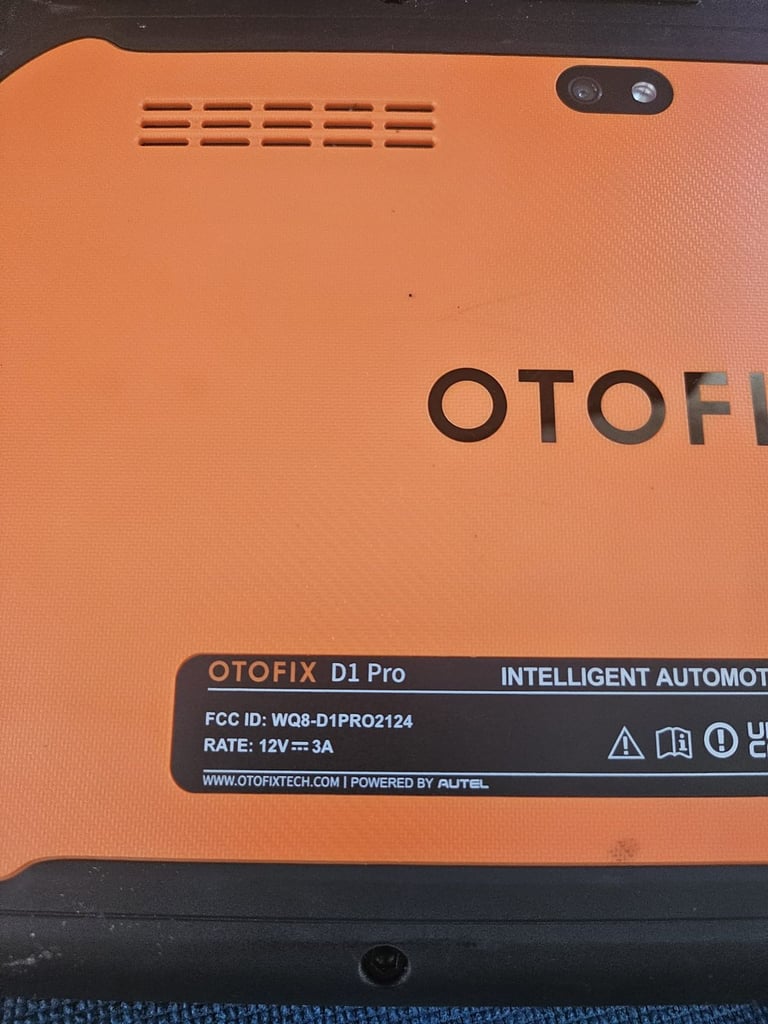 OTOFI
OTOFIX D1 Pro
INTELLIGENT AUTOMOT
FCC ID: WQ8-D1PRO2124
RATE: 12V⎓3A
WWW.OTOFIXTECH.COM | POWERED BY AUTEL